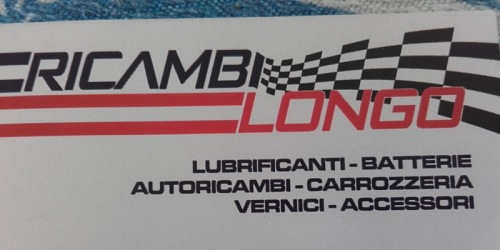 RICAMBI
LONGO
LUBRIFICANTI - BATTERIE
AUTORICAMBI - CARROZZERIA
VERNICI - ACCESSORI